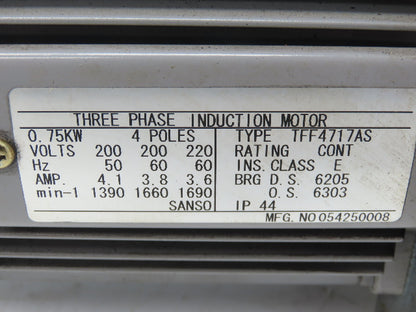 THREE PHASE INDUCTION MOTOR
0.75KW 4 POLES TYPE TFF4717AS
VOLTS 200 200 220 RATING CONT
Hz 50 60 60 INS.CLASS E
AMP. 4.1 3.8 3.6 BRG D.S. 6205
min-1 1390 1660 1690 O.S. 6303
SANSO IP 44
MFG. NO 054250008